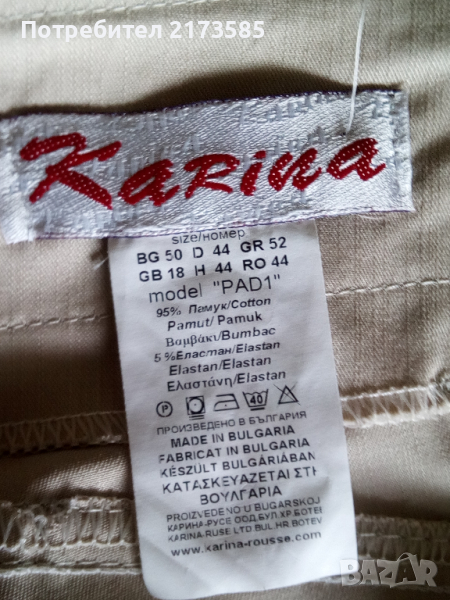 Потребител 2173585
Karina
size/номер
BG 50 D 44 GR 52
GB 18 H 44 RO 44
model "PAD1"
95% Памук/Cotton
Pamut/ Pamuk
Βαμβάκι/Bumbac
5%Еластан/Elastan
Elastan/Elastan
Ελαστάνη/Elastan
P 40
ПРОИЗВЕДЕНО В БЪЛГАРИЯ
MADE IN BULGARIA
FABRICAT IN BULGARIA
KÉSZÜLT BULGÁRIÁBAN
ΚΑΤΑΣΚΕΥΑΖΕΤΑΙ ΣΤΗ
ΒΟΥΛΓΑΡΙΑ
PROIZVEDENO U BUGARSKOJ
КАРИНА-РУСЕ ООД БУЛ.ХР.БОТЕВ
KARINA-RUSE LTD BUL.HR.BOTEV
www.karina-rousse.com
BAZAR